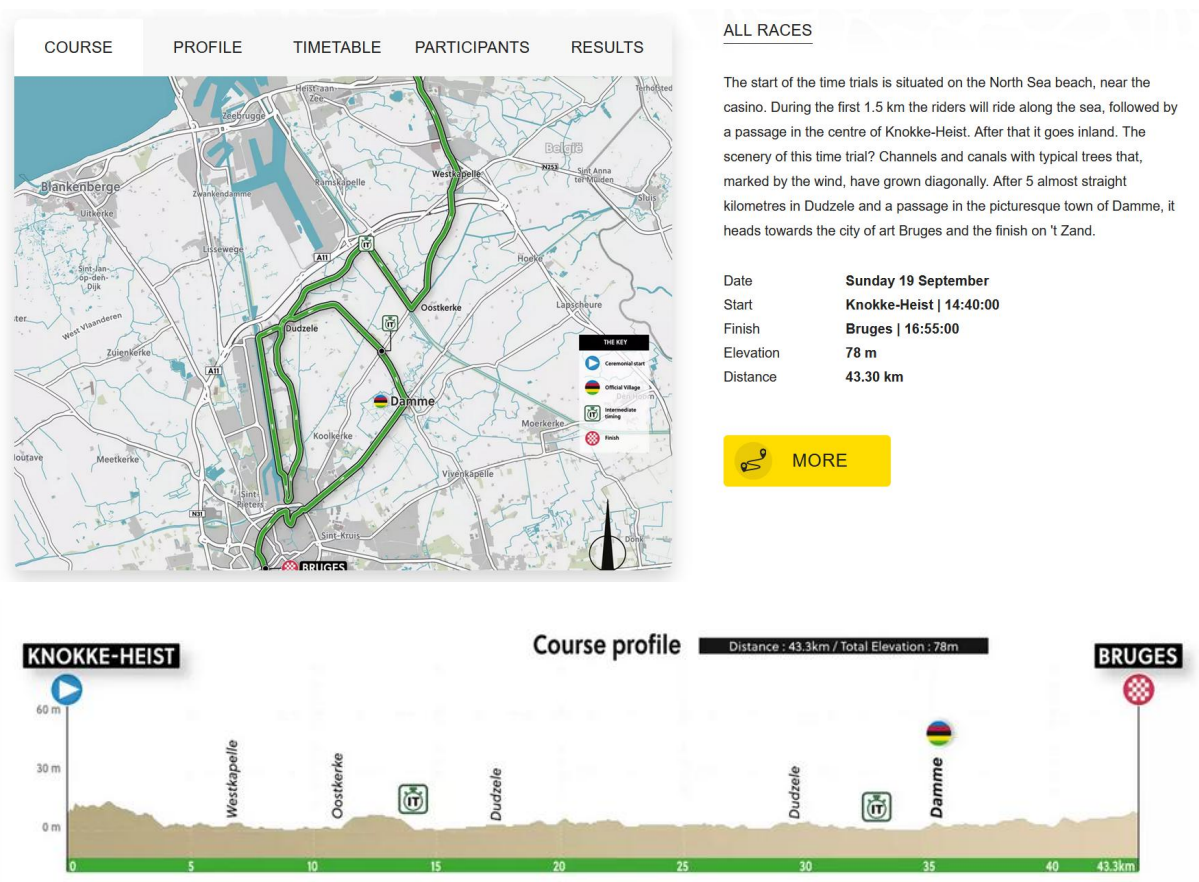 COURSE PROFILE TIMETABLE PARTICIPANTS RESULTS
Heist-aan-
Zee
Zeebrugge
België
Blankenberge
Uitkerke
Zwankendamme
Ramskapelle
Westkapelle
N253
Sint Anna
ter Muiden
Sluis
Lissewege
A11
IT
Hoeke
Sint-Jan-
op-den-
Dijk
ter
West Vlaanderen
Zuienkerke
Dudzele
Oostkerke
Lapscheure
IT
A11
Damme
Koolkerke
Moerkerke
loutave
Meetkerke
Vivenkapelle
Sint-
Pieters
N31
Sint-Kruis
Donk
BRUGES
THE KEY
Ceremonial start
Official Village
IT
Intermediate
timing
Finish
ALL RACES
The start of the time trials is situated on the North Sea beach, near the
casino. During the first 1.5 km the riders will ride along the sea, followed by
a passage in the centre of Knokke-Heist. After that it goes inland. The
scenery of this time trial? Channels and canals with typical trees that,
marked by the wind, have grown diagonally. After 5 almost straight
kilometres in Dudzele and a passage in the picturesque town of Damme, it
heads towards the city of art Bruges and the finish on 't Zand.
Date Sunday 19 September
Start Knokke-Heist | 14:40:00
Finish Bruges | 16:55:00
Elevation 78 m
Distance 43.30 km
MORE
Course profile Distance : 43.3km / Total Elevation : 78m
KNOKKE-HEIST
BRUGES
60 m
30 m
0 m
Westkapelle
Oostkerke
IT
Dudzele
Dudzele
IT
Damme
0 5 10 15 20 25 30 35 40 43.3km